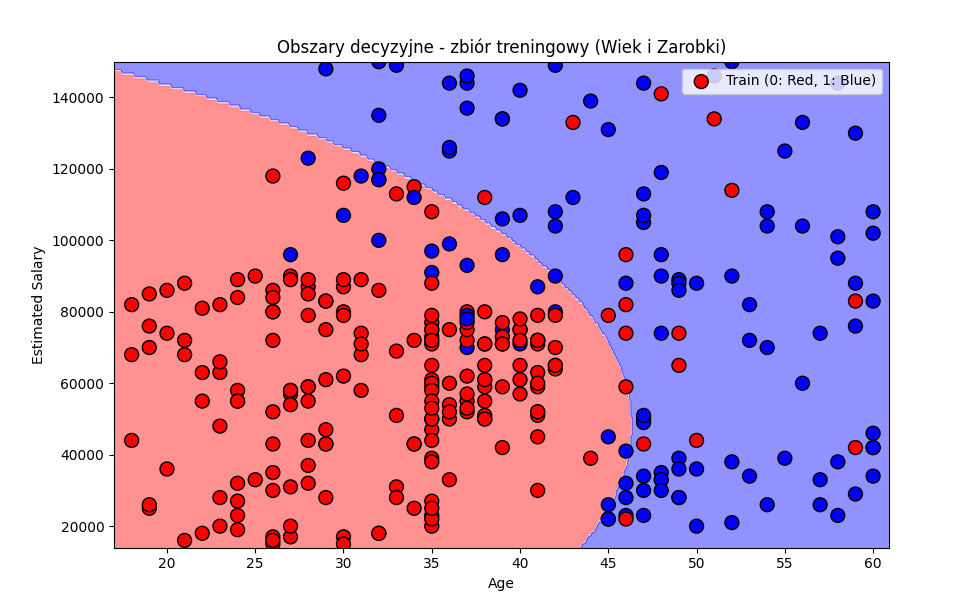 Obszary decyzyjne - zbiór treningowy (Wiek i Zarobki)
Train (0: Red, 1: Blue)
Estimated Salary
140000
120000
100000
80000
60000
40000
20000
20 25 30 35 40 45 50 55 60
Age